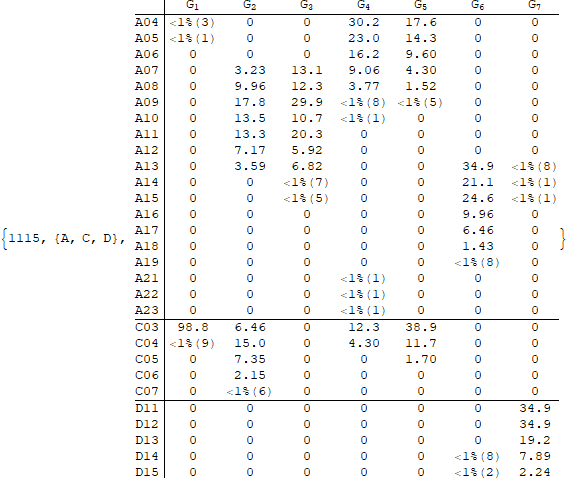 G1 G2 G3 G4 G5 G6 G7
A04 <1%(3) 0 0 30.2 17.6 0 0
A05 <1%(1) 0 0 23.0 14.3 0 0
A06 0 0 0 16.2 9.60 0 0
A07 0 3.23 13.1 9.06 4.30 0 0
A08 0 9.96 12.3 3.77 1.52 0 0
A09 0 17.8 29.9 <1%(8) <1%(5) 0 0
A10 0 13.5 10.7 <1%(1) 0 0 0
A11 0 13.3 20.3 0 0 0 0
A12 0 7.17 5.92 0 0 0 0
A13 0 3.59 6.82 0 0 34.9 <1%(8)
A14 0 0 <1%(7) 0 0 21.1 <1%(1)
A15 0 0 <1%(5) 0 0 24.6 <1%(1)
A16 0 0 0 0 0 9.96 0
A17 0 0 0 0 0 6.46 0
{1115, {A, C, D}, A18 0 0 0 0 0 1.43 0 }
A19 0 0 0 0 0 <1%(8) 0
A21 0 0 0 <1%(1) 0 0 0
A22 0 0 0 <1%(1) 0 0 0
A23 0 0 0 <1%(1) 0 0 0
C03 98.8 6.46 0 12.3 38.9 0 0
C04 <1%(9) 15.0 0 4.30 11.7 0 0
C05 0 7.35 0 0 1.70 0 0
C06 0 2.15 0 0 0 0 0
C07 0 <1%(6) 0 0 0 0 0
D11 0 0 0 0 0 0 34.9
D12 0 0 0 0 0 0 34.9
D13 0 0 0 0 0 0 19.2
D14 0 0 0 0 0 <1%(8) 7.89
D15 0 0 0 0 0 <1%(2) 2.24